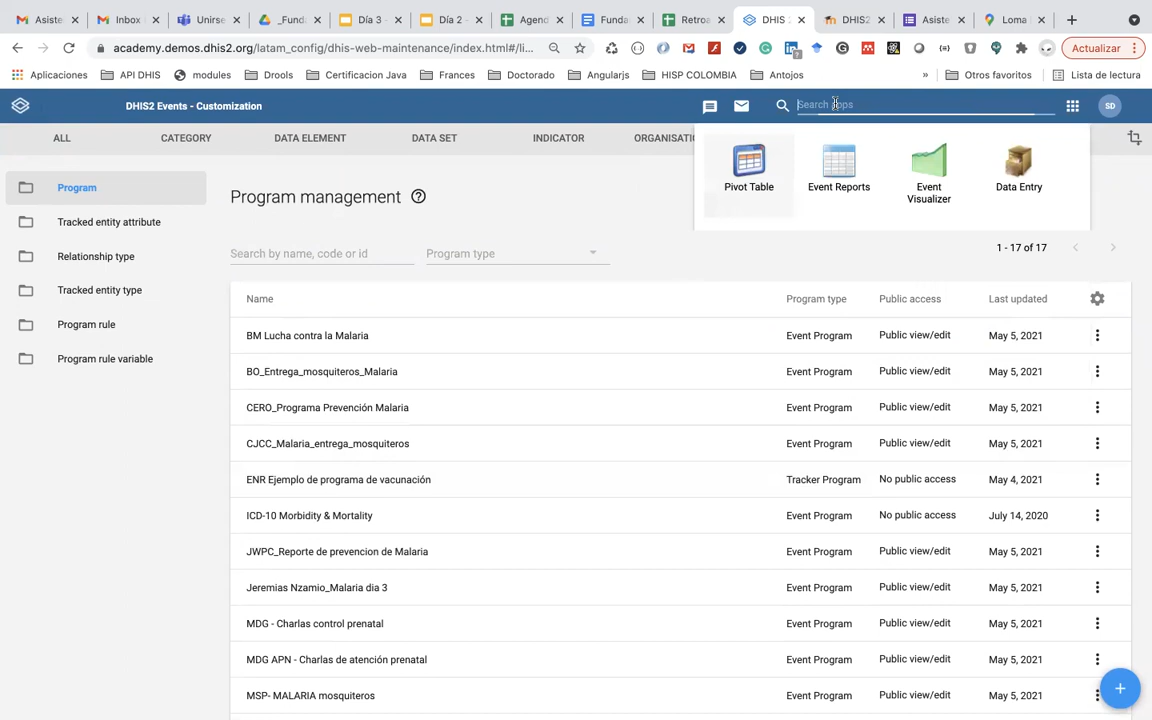 Asiste
Inbox
Unirse
_Fund
Día 3 -
Día 2 -
Agend
Funda
Retroa
DHIS
DHIS2
Asiste
Loma
academy.demos.dhis2.org/latam_config/dhis-web-maintenance/index.html#/li...
Actualizar
Aplicaciones
API DHIS
modules
Drools
Certificacion Java
Frances
Doctorado
Angularjs
HISP COLOMBIA
Antojos
»
Otros favoritos
Lista de lectura
DHIS2 Events - Customization
Search apps
SD
ALL
CATEGORY
DATA ELEMENT
DATA SET
INDICATOR
ORGANISATI
Pivot Table
Event Reports
Event
Visualizer
Data Entry
Program
Tracked entity attribute
Relationship type
Tracked entity type
Program rule
Program rule variable
Program management
Search by name, code or id
Program type
1 - 17 of 17
Name Program type Public access Last updated
BM Lucha contra la Malaria Event Program Public view/edit May 5, 2021
BO_Entrega_mosquiteros_Malaria Event Program Public view/edit May 5, 2021
CERO_Programa Prevención Malaria Event Program Public view/edit May 5, 2021
CJCC_Malaria_entrega_mosquiteros Event Program Public view/edit May 5, 2021
ENR Ejemplo de programa de vacunación Tracker Program No public access May 4, 2021
ICD-10 Morbidity & Mortality Event Program No public access July 14, 2020
JWPC_Reporte de prevencion de Malaria Event Program Public view/edit May 5, 2021
Jeremias Nzamio_Malaria dia 3 Event Program Public view/edit May 5, 2021
MDG - Charlas control prenatal Event Program Public view/edit May 5, 2021
MDG APN - Charlas de atención prenatal Event Program Public view/edit May 5, 2021
MSP- MALARIA mosquiteros Event Program Public view/edit May 5, 2021